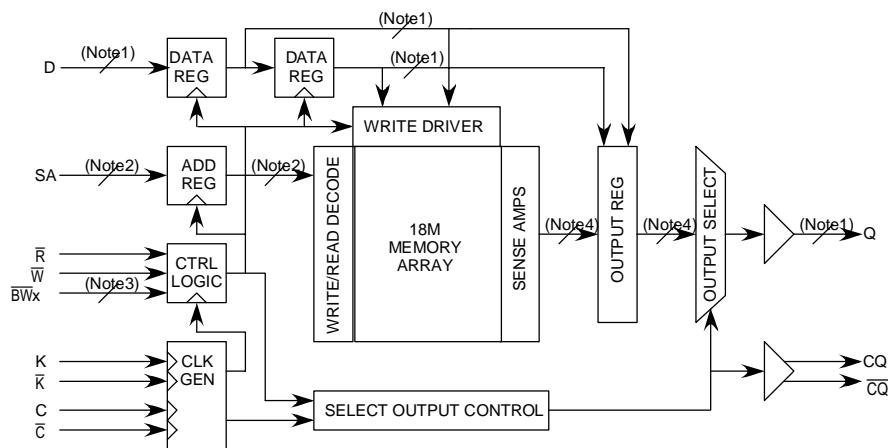 (Note1)
D (Note1) DATA REG DATA REG (Note1)
WRITE DRIVER
SA (Note2) ADD REG (Note2) WRITE/READ DECODE 18M MEMORY ARRAY SENSE AMPS (Note4) OUTPUT REG (Note4) OUTPUT SELECT (Note1) Q
R̅
W̅ CTRL LOGIC
B̅W̅x (Note3)
K CLK GEN CQ
K̅ C̅Q̅
C SELECT OUTPUT CONTROL
C̅